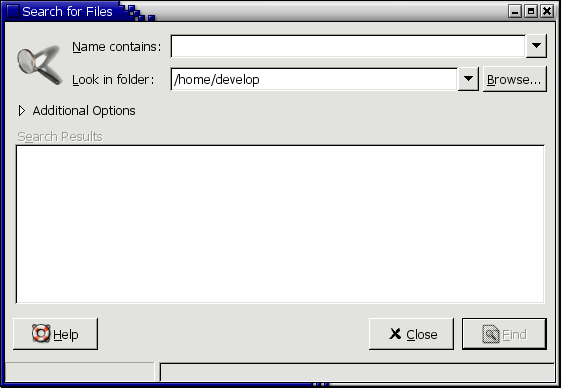 Search for Files
Name contains:
Look in folder: /home/develop Browse...
Additional Options
Search Results
Help Close Find